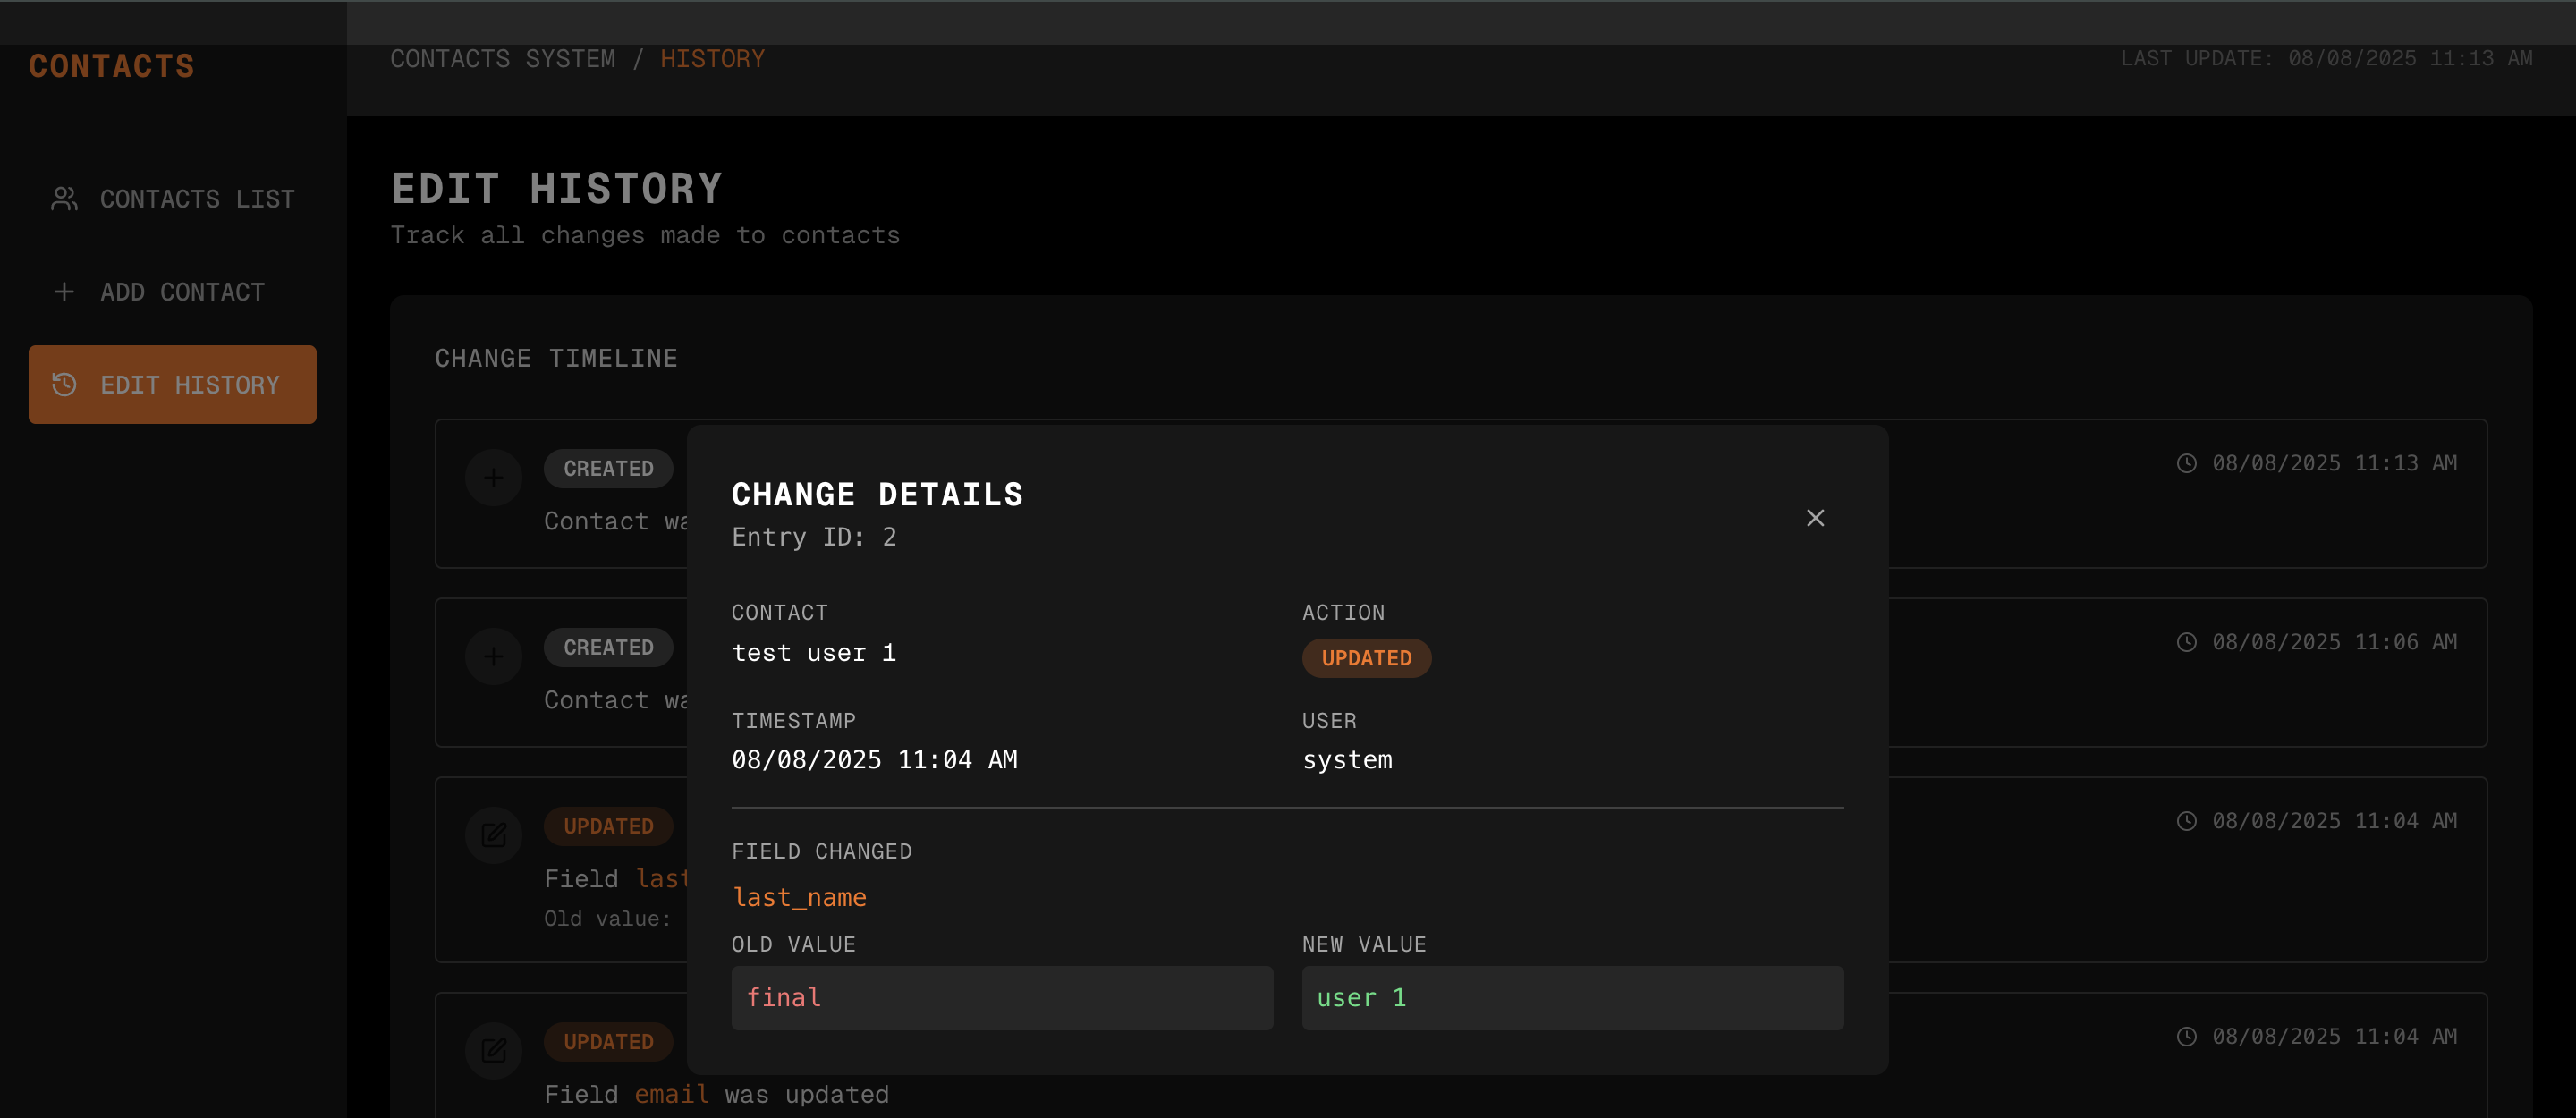 CONTACTS
CONTACTS LIST
ADD CONTACT
EDIT HISTORY
CONTACTS SYSTEM / HISTORY
LAST UPDATE: 08/08/2025 11:13 AM
EDIT HISTORY
Track all changes made to contacts
CHANGE TIMELINE
CREATED
08/08/2025 11:13 AM
Contact
CREATED
08/08/2025 11:06 AM
Contact
UPDATED
08/08/2025 11:04 AM
Field last
Old value:
UPDATED
08/08/2025 11:04 AM
Field email was updated
CHANGE DETAILS
Entry ID: 2
CONTACT
test user 1
ACTION
UPDATED
TIMESTAMP
08/08/2025 11:04 AM
USER
system
FIELD CHANGED
last_name
OLD VALUE
final
NEW VALUE
user 1